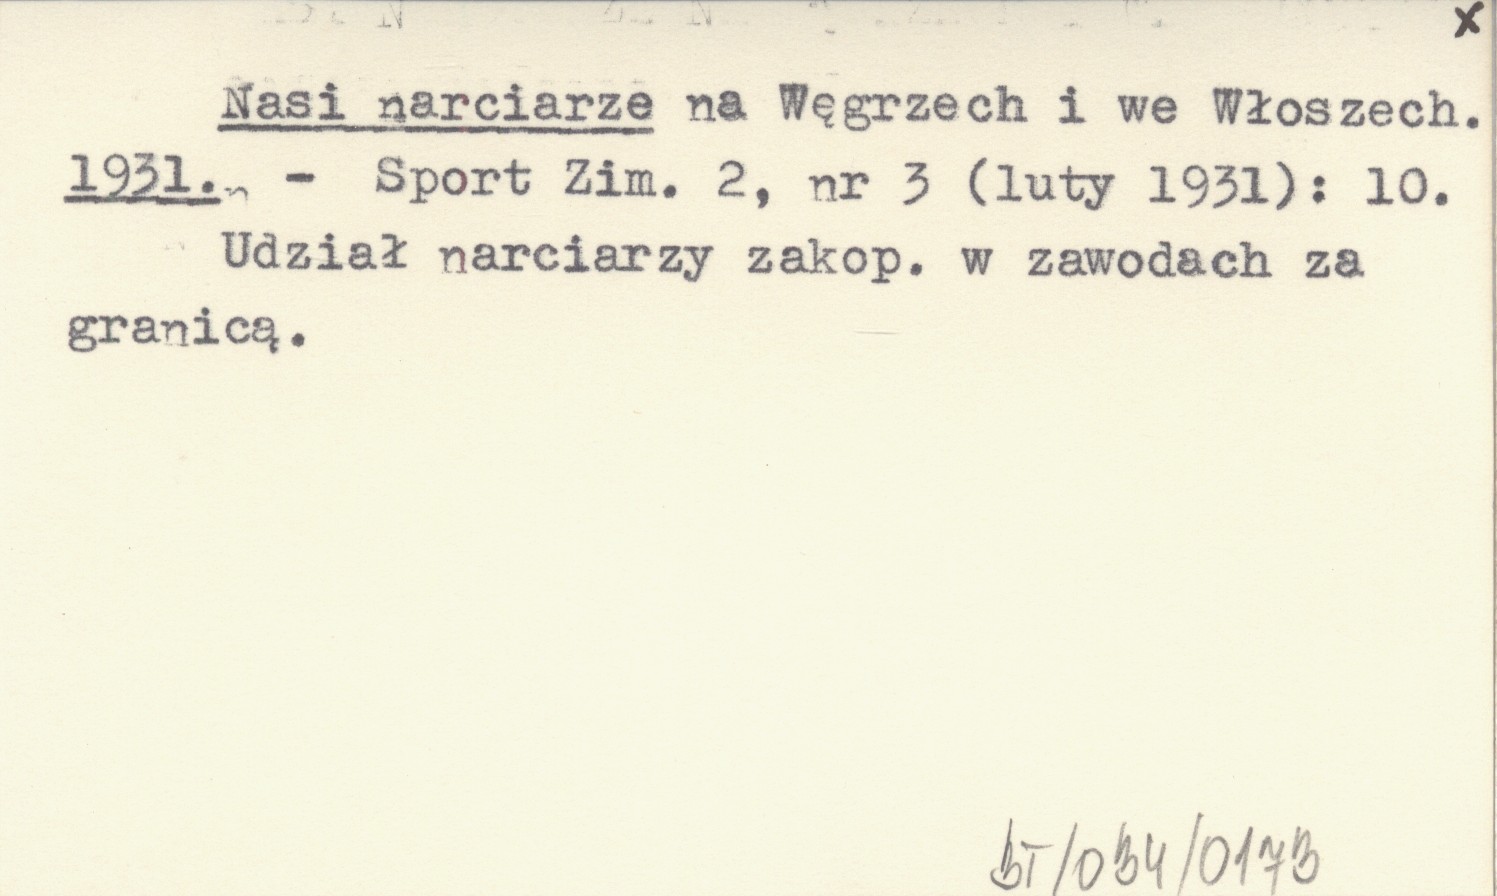 x
Nasi narciarze na Węgrzech i we Włoszech.
1931. - Sport Zim. 2, nr 3 (luty 1931): 10.
Udział narciarzy zakop. w zawodach za
granicą.
BT/034/0173